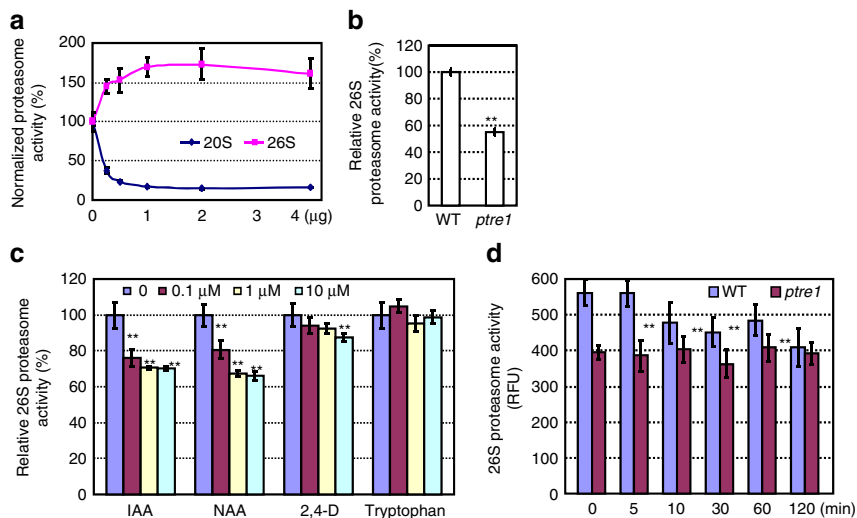 a
Normalized proteasome
activity (%)
200
150
100
50
0
20S
26S
0
1
2
3
4 (μg)
b
Relative 26S
proteasome activity(%)
120
100
80
60
40
20
0
**
WT
ptre1
c
Relative 26S proteasome
activity (%)
120
100
80
60
40
20
0
0
0.1 μM
1 μM
10 μM
**
**
**
**
**
**
**
IAA
NAA
2,4-D
Tryptophan
d
26S proteasome activity
(RFU)
600
500
400
300
200
100
0
WT
ptre1
**
**
**
**
0
5
10
30
60
120 (min)